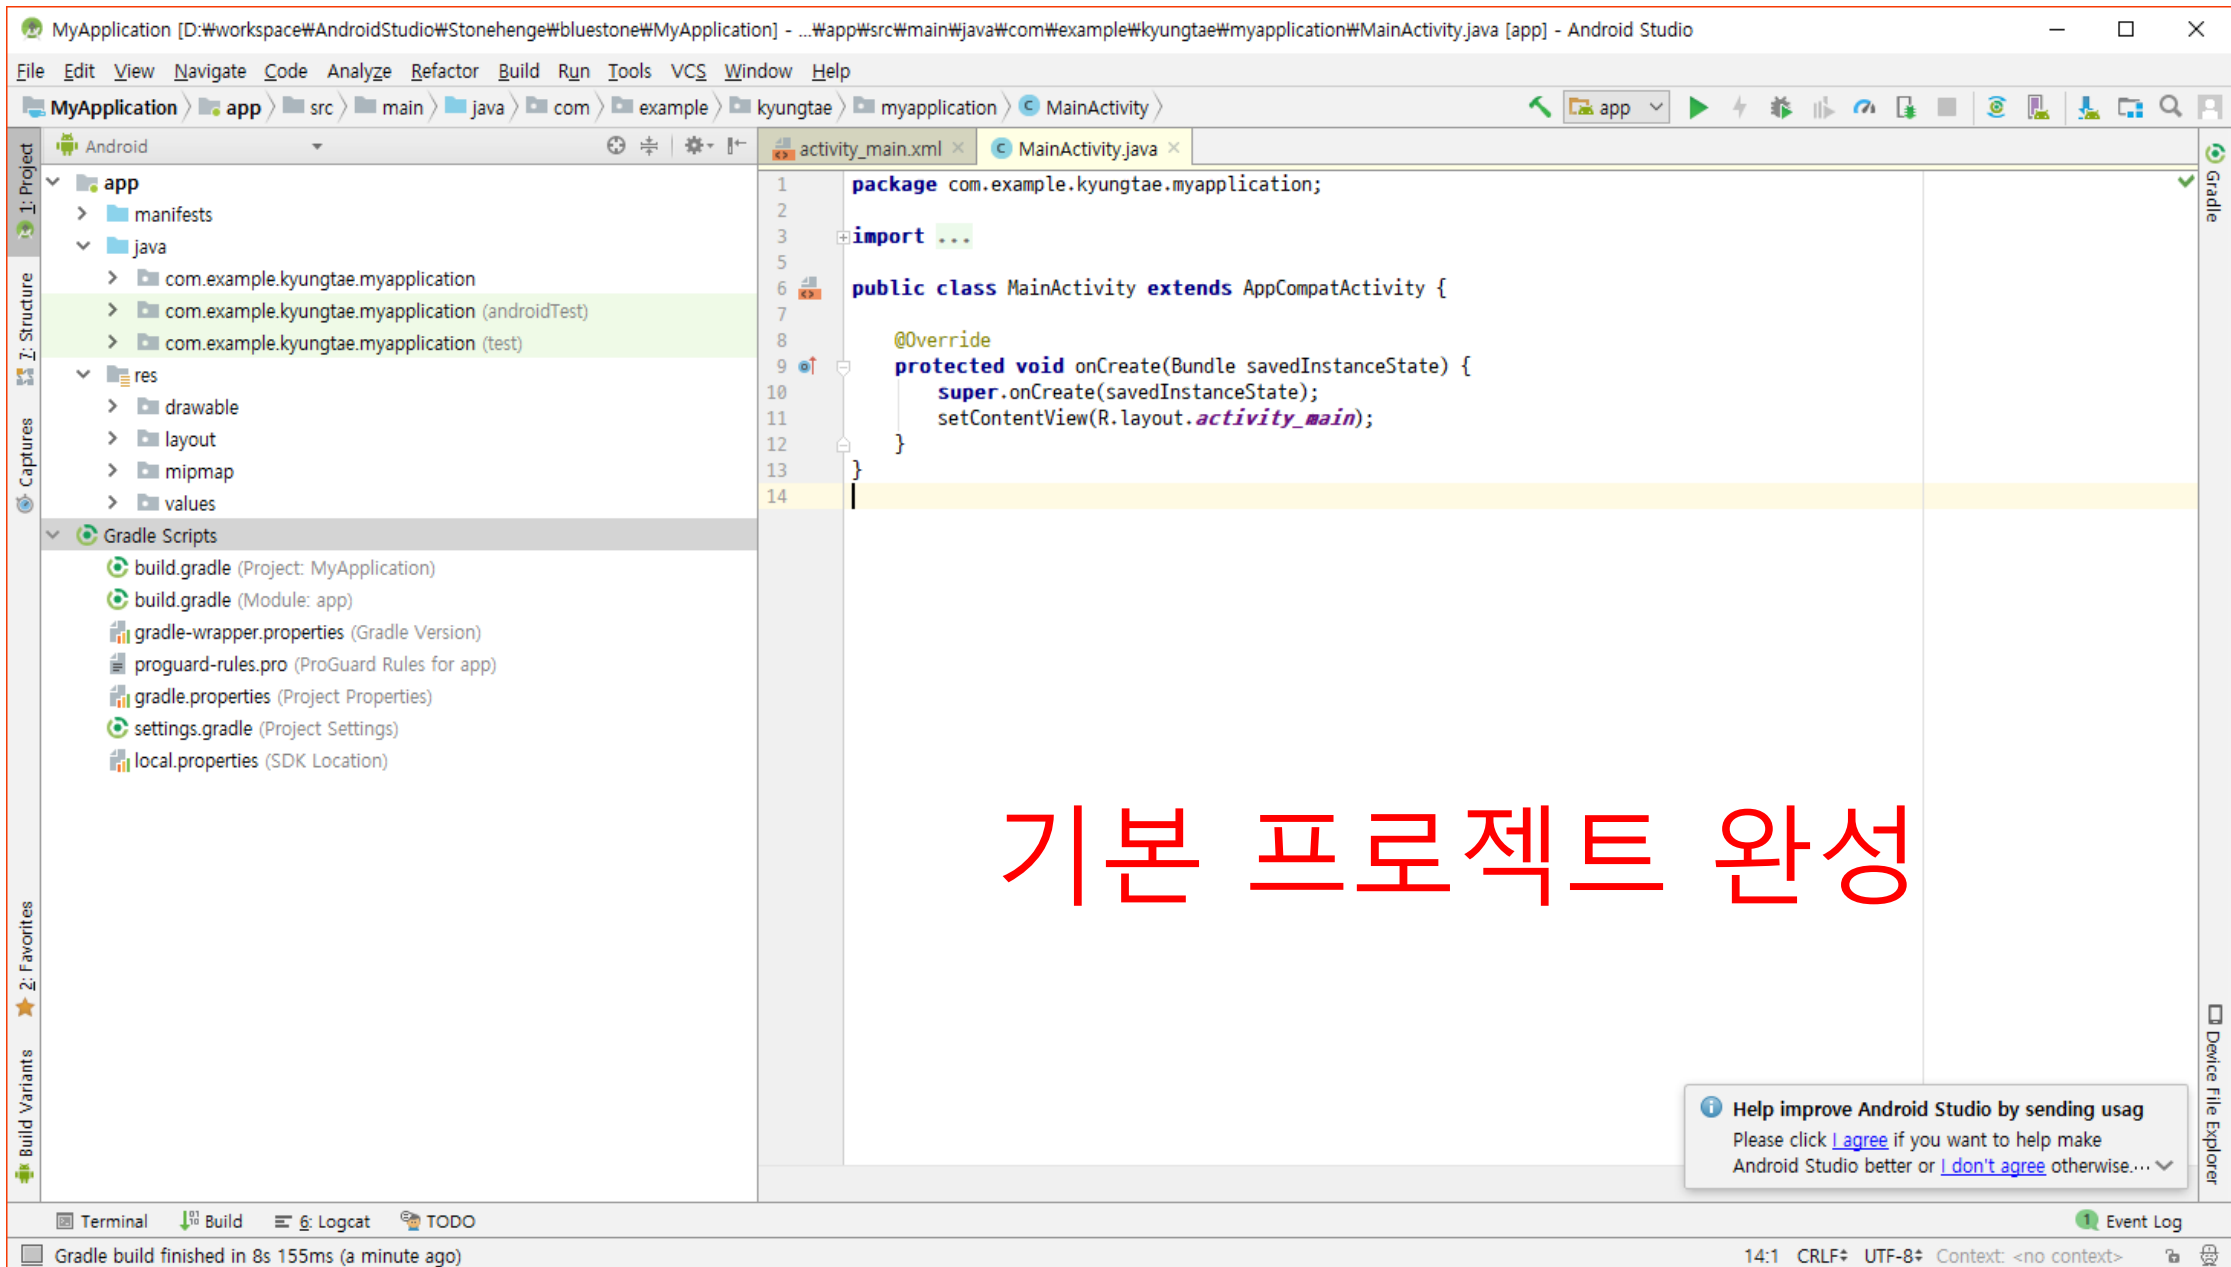 MyApplication [D:₩workspace₩AndroidStudio₩Stonehenge₩bluestone₩MyApplication] - ...₩app₩src₩main₩java₩com₩example₩kyungtae₩myapplication₩MainActivity.java [app] - Android Studio
File Edit View Navigate Code Analyze Refactor Build Run Tools VCS Window Help
MyApplication app src main java com example kyungtae myapplication MainActivity
app
1: Project
7: Structure
Captures
2: Favorites
Build Variants
Android
app
manifests
java
com.example.kyungtae.myapplication
com.example.kyungtae.myapplication (androidTest)
com.example.kyungtae.myapplication (test)
res
drawable
layout
mipmap
values
Gradle Scripts
build.gradle (Project: MyApplication)
build.gradle (Module: app)
gradle-wrapper.properties (Gradle Version)
proguard-rules.pro (ProGuard Rules for app)
gradle.properties (Project Properties)
settings.gradle (Project Settings)
local.properties (SDK Location)
activity_main.xml MainActivity.java
1 package com.example.kyungtae.myapplication;
2
3 import ...
5
6 public class MainActivity extends AppCompatActivity {
7
8 @Override
9 protected void onCreate(Bundle savedInstanceState) {
10 super.onCreate(savedInstanceState);
11 setContentView(R.layout.activity_main);
12 }
13 }
14
기본 프로젝트 완성
Gradle
Device File Explorer
Help improve Android Studio by sending usag
Please click I agree if you want to help make
Android Studio better or I don't agree otherwise....
Terminal Build 6: Logcat TODO
1 Event Log
Gradle build finished in 8s 155ms (a minute ago)
14:1 CRLF UTF-8 Context: <no context>